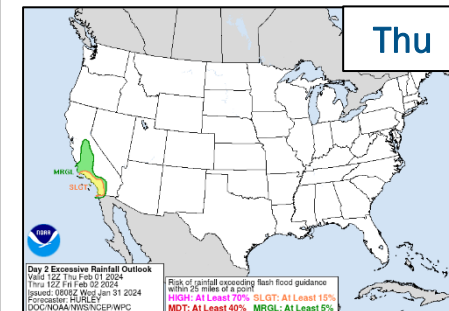 Thu
MRGL
SLGT
NOAA
Day 2 Excessive Rainfall Outlook
Valid 12Z Thu Feb 01 2024
Thru 12Z Fri Feb 02 2024
Issued: 0808Z Wed Jan 31 2024
Forecaster: HURLEY
DOC/NOAA/NWS/NCEP/WPC
Risk of rainfall exceeding flash flood guidance
within 25 miles of a point
HIGH: At Least 70% SLGT: At Least 15%
MDT: At Least 40% MRGL: At Least 5%